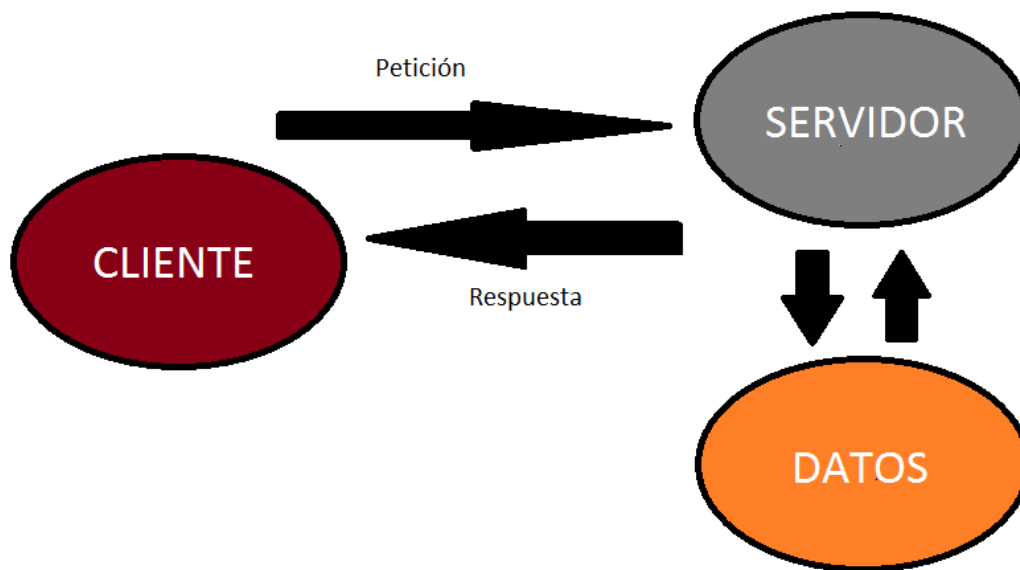 Petición
SERVIDOR
CLIENTE
Respuesta
DATOS